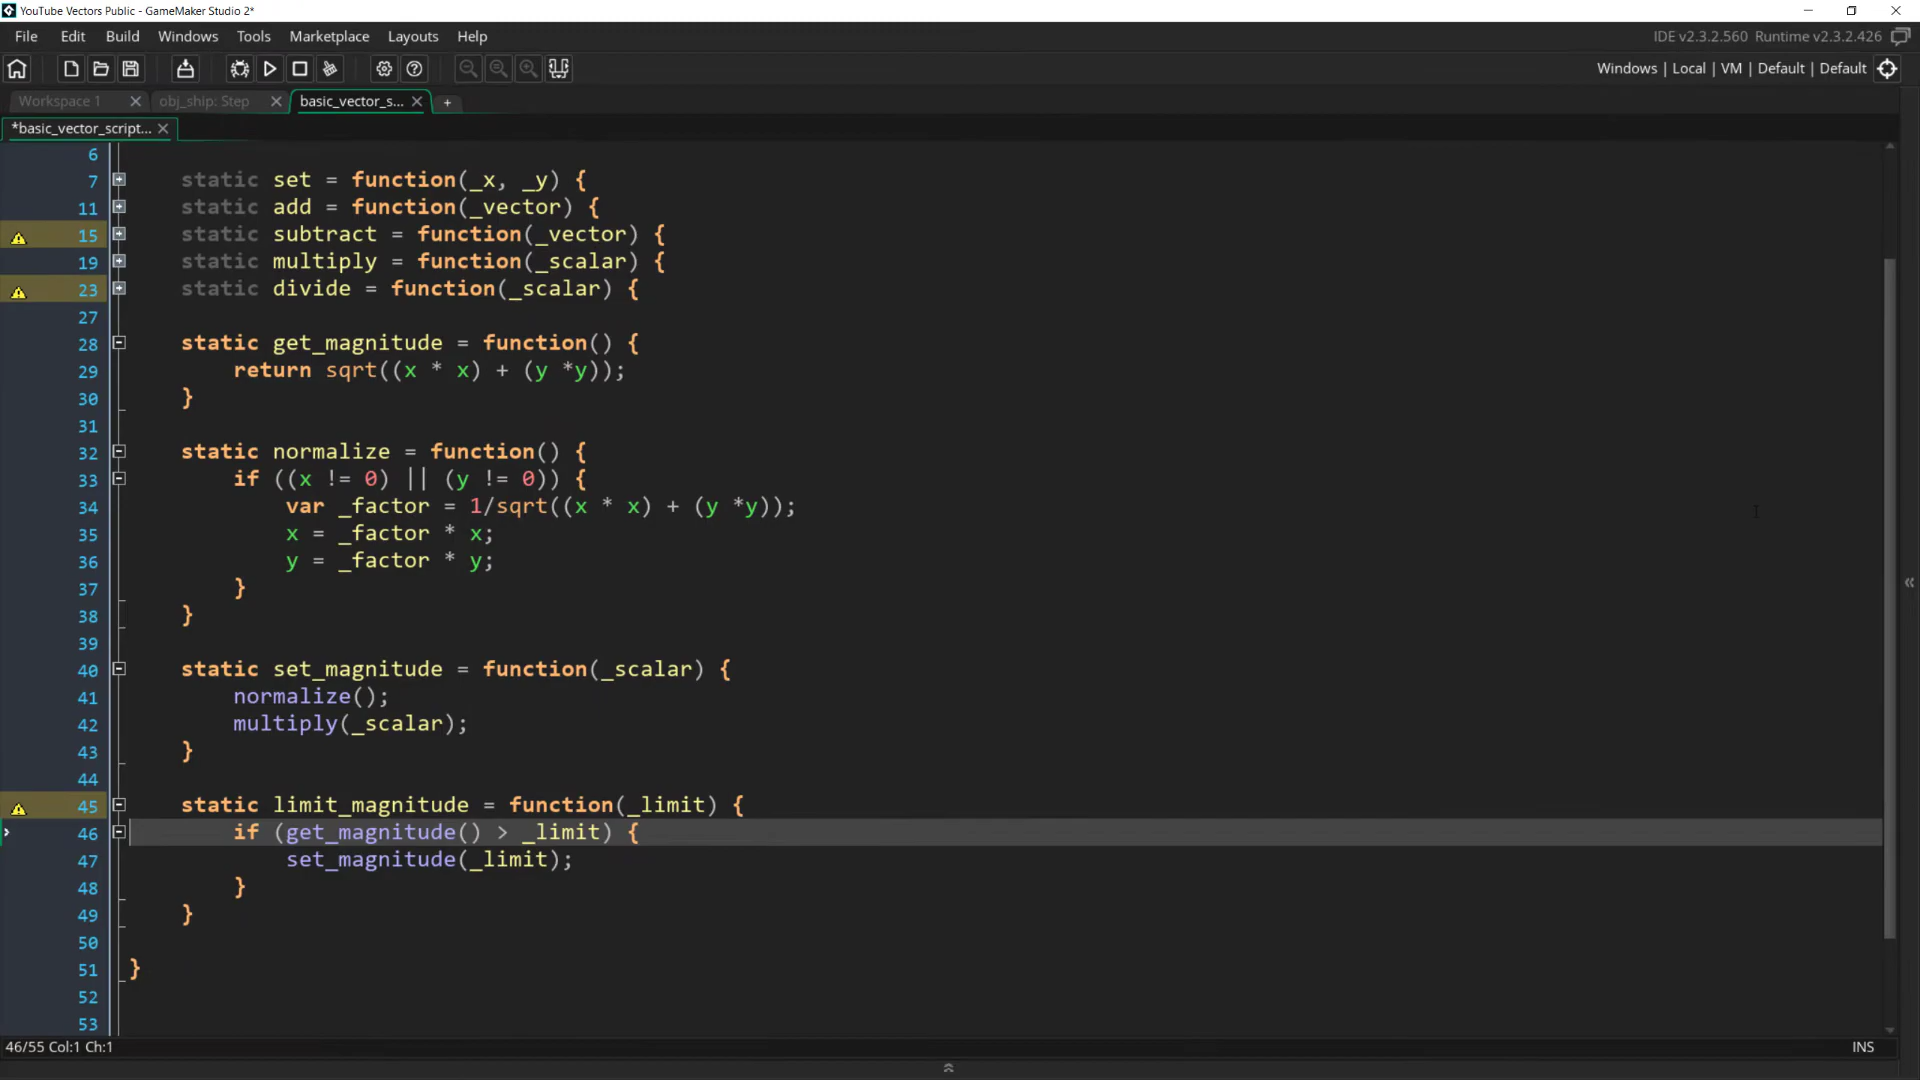 YouTube Vectors Public - GameMaker Studio 2*
File Edit Build Windows Tools Marketplace Layouts Help
IDE v2.3.2.560 Runtime v2.3.2.426
Windows | Local | VM | Default | Default
Workspace 1
obj_ship: Step
basic_vector_s...
*basic_vector_script...
6
7 static set = function(_x, _y) {
11 static add = function(_vector) {
15 static subtract = function(_vector) {
19 static multiply = function(_scalar) {
23 static divide = function(_scalar) {
27
28 static get_magnitude = function() {
29 return sqrt((x * x) + (y *y));
30 }
31
32 static normalize = function() {
33 if ((x != 0) || (y != 0)) {
34 var _factor = 1/sqrt((x * x) + (y *y));
35 x = _factor * x;
36 y = _factor * y;
37 }
38 }
39
40 static set_magnitude = function(_scalar) {
41 normalize();
42 multiply(_scalar);
43 }
44
45 static limit_magnitude = function(_limit) {
46 if (get_magnitude() > _limit) {
47 set_magnitude(_limit);
48 }
49 }
50
51 }
52
53
46/55 Col:1 Ch:1
INS